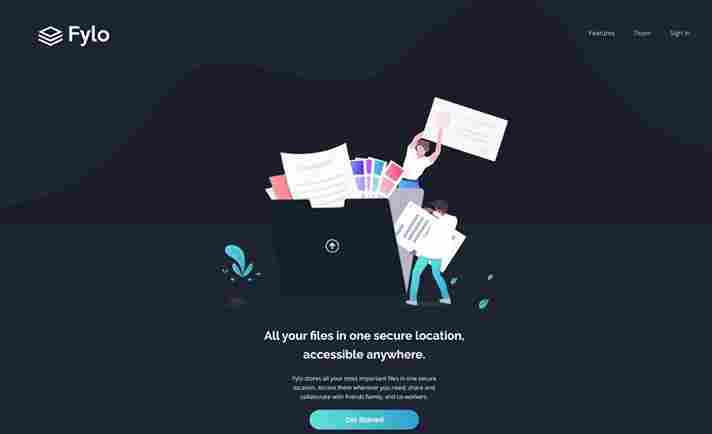 Fylo
Features Team Sign In
All your files in one secure location,
accessible anywhere.
Fylo stores all your most important files in one secure
location. Access them wherever you need, share and
collaborate with friends family, and co-workers.
Get Started